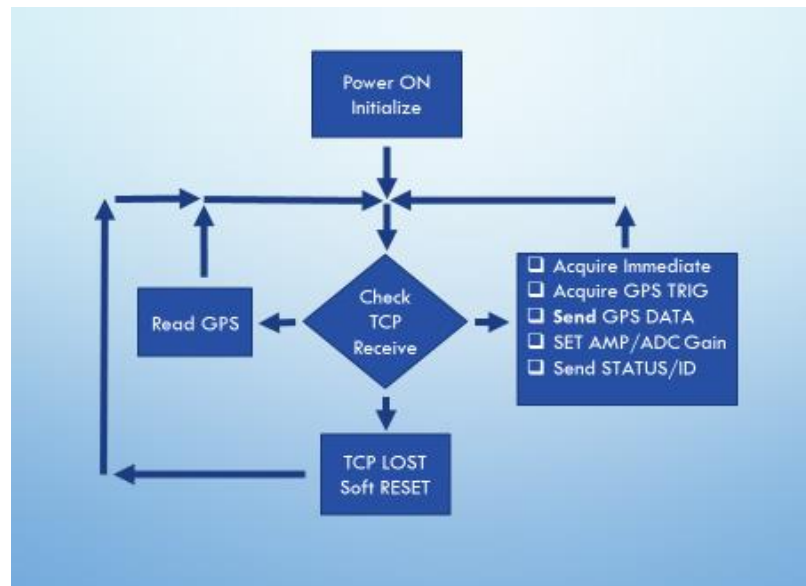 Power ON
Initialize
Check
TCP
Receive
Read GPS
Acquire Immediate
Acquire GPS TRIG
Send GPS DATA
SET AMP/ADC Gain
Send STATUS/ID
TCP LOST
Soft RESET